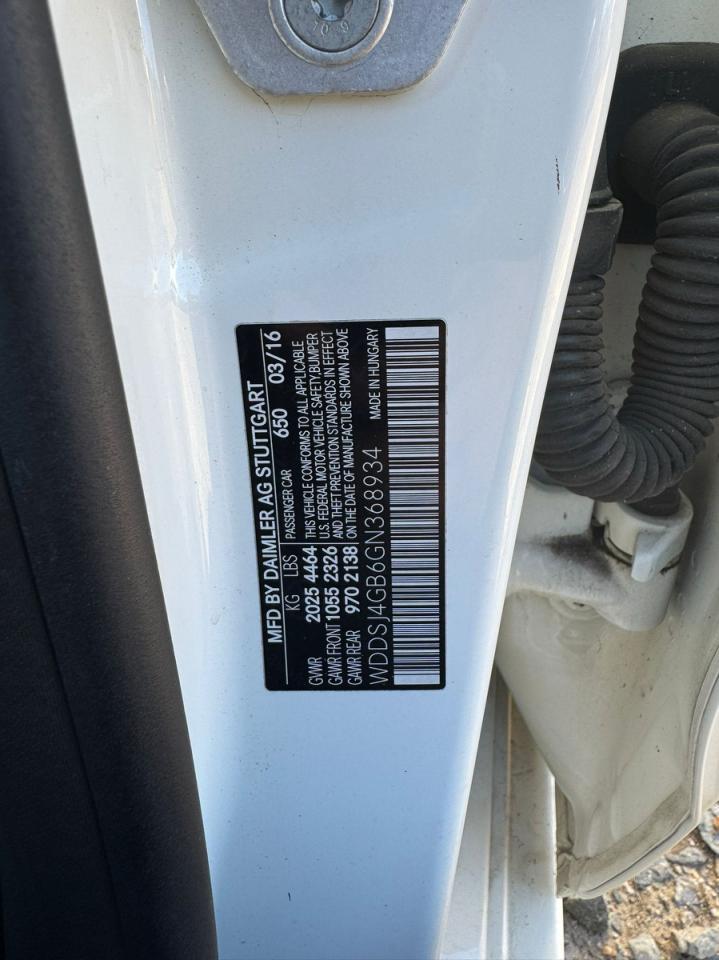 MFD BY DAIMLER AG STUTTGART
KG LBS PASSENGER CAR 650 03/16
GVWR 2025 4464 THIS VEHICLE CONFORMS TO ALL APPLICABLE
GAWR FRONT 1055 2326 U.S. FEDERAL MOTOR VEHICLE SAFETY, BUMPER
GAWR REAR 970 2138 AND THEFT PREVENTION STANDARDS IN EFFECT
ON THE DATE OF MANUFACTURE SHOWN ABOVE
WDDSJ4GB6GN368934 MADE IN HUNGARY